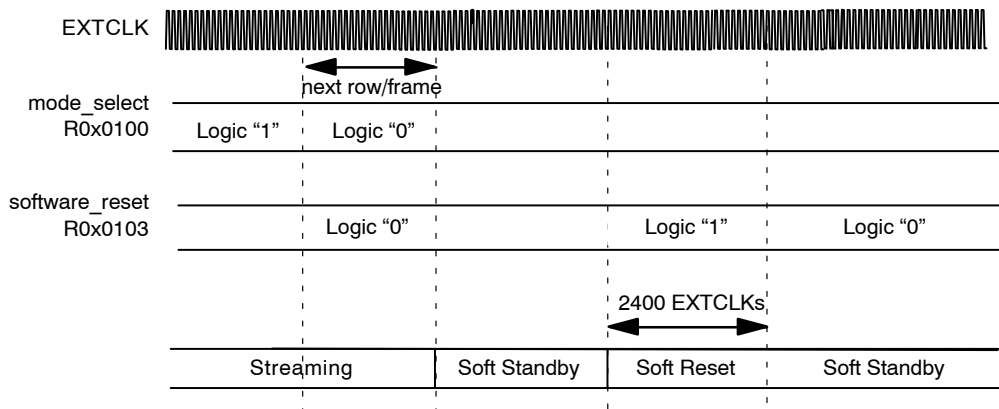 EXTCLK
next row/frame
mode_select
R0x0100
Logic “1”
Logic “0”
software_reset
R0x0103
Logic “0”
Logic “1”
Logic “0”
2400 EXTCLKs
Streaming
Soft Standby
Soft Reset
Soft Standby